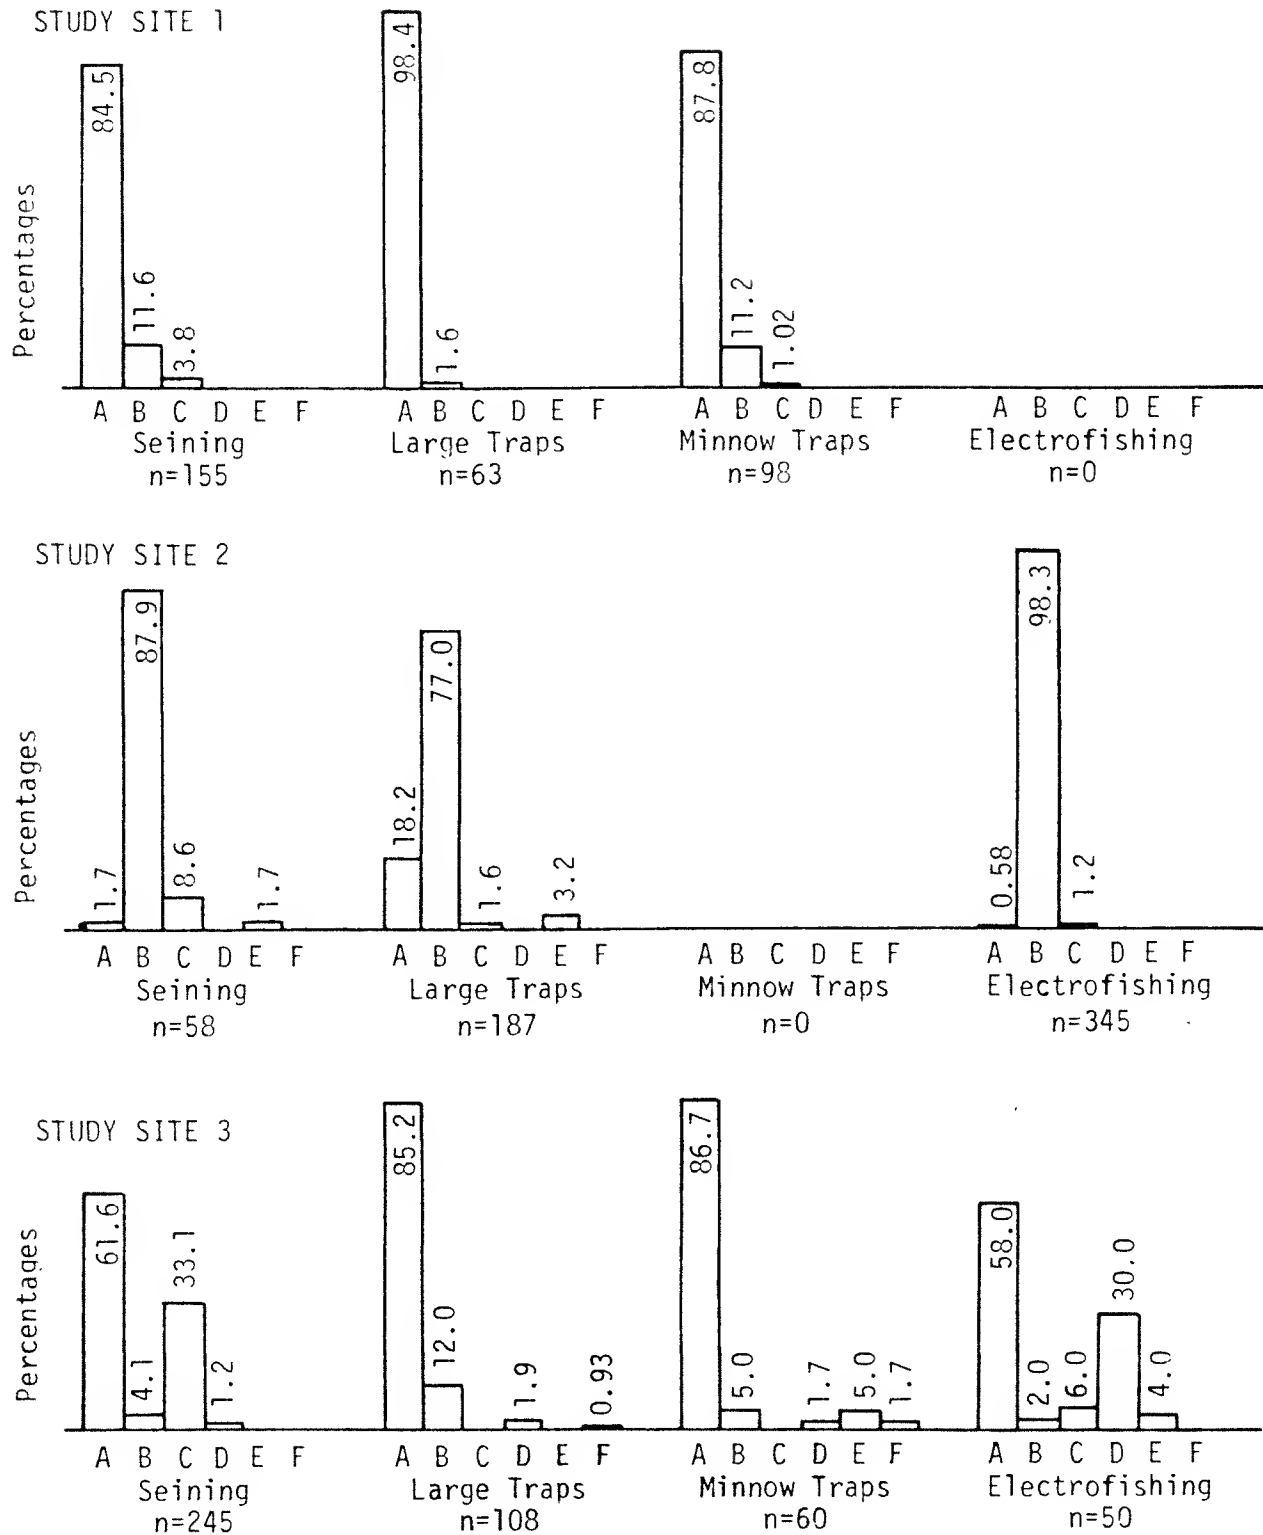 STUDY SITE 1
Percentages
84.5 11.6 3.8
98.4 1.6
87.8 11.2 1.02
A B C D E F A B C D E F A B C D E F A B C D E F
Seining Large Traps Minnow Traps Electrofishing
n=155 n=63 n=98 n=0
STUDY SITE 2
Percentages
1.7 87.9 8.6 1.7
18.2 77.0 1.6 3.2
0.58 98.3 1.2
A B C D E F A B C D E F A B C D E F A B C D E F
Seining Large Traps Minnow Traps Electrofishing
n=58 n=187 n=0 n=345
STUDY SITE 3
Percentages
61.6 4.1 33.1 1.2
85.2 12.0 1.9 0.93
86.7 5.0 1.7 5.0 1.7
58.0 2.0 6.0 30.0 4.0
A B C D E F A B C D E F A B C D E F A B C D E F
Seining Large Traps Minnow Traps Electrofishing
n=245 n=108 n=60 n=50